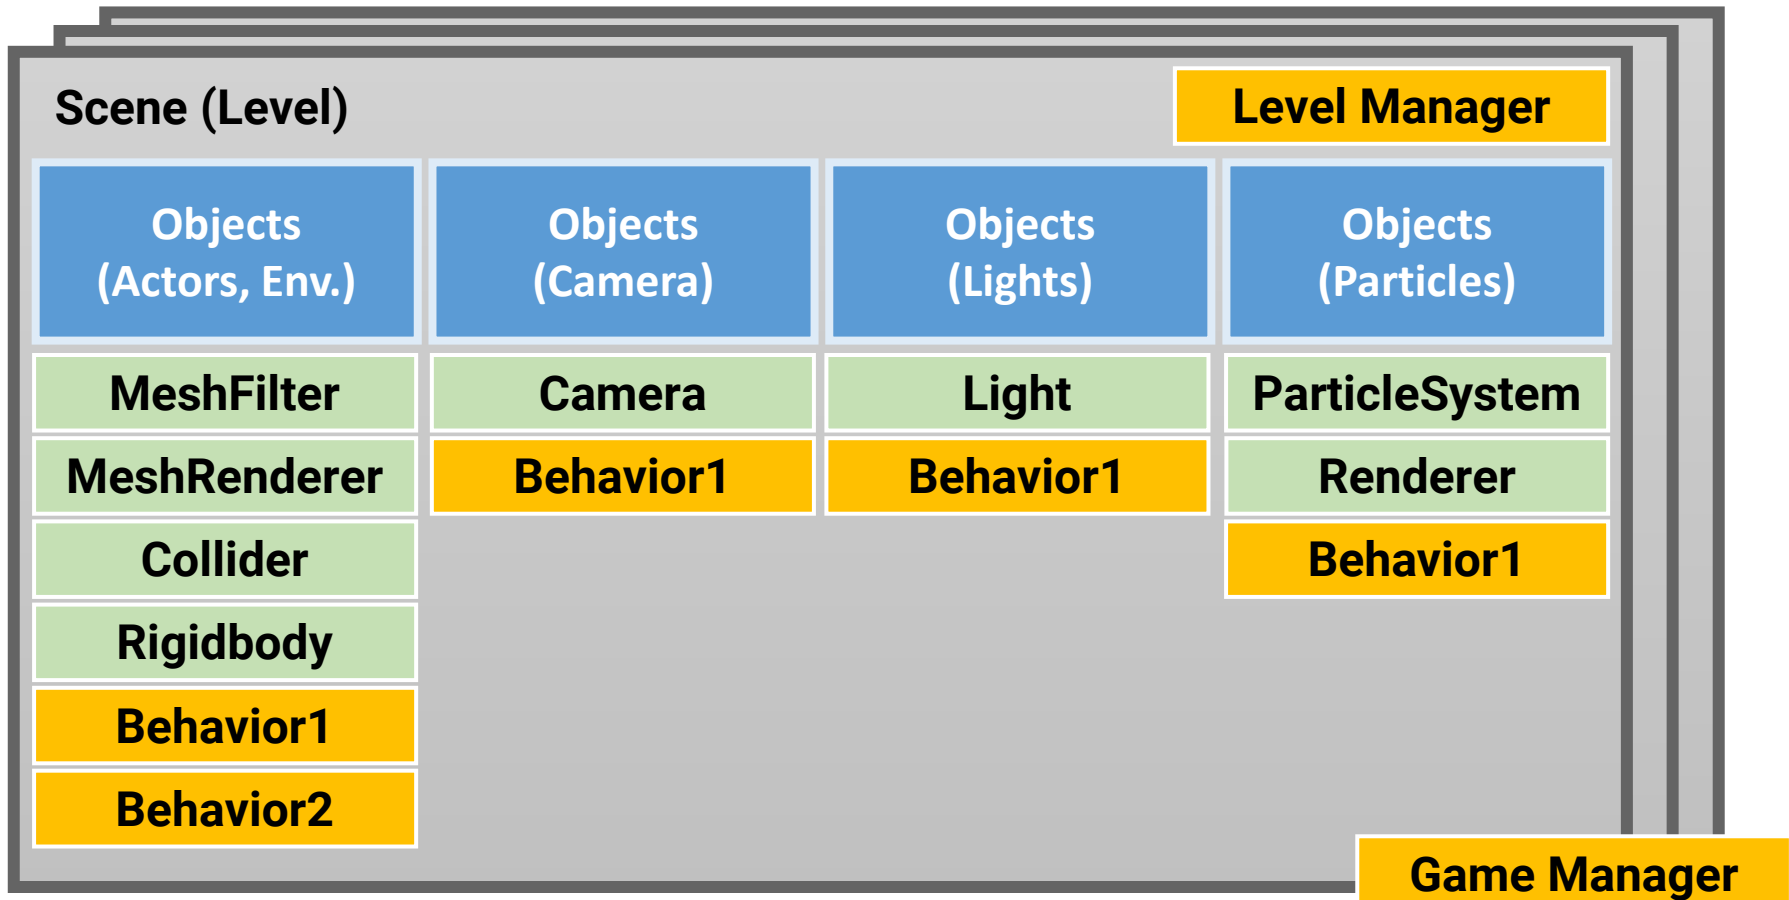 Scene (Level)
Level Manager
Objects
(Actors, Env.)
Objects
(Camera)
Objects
(Lights)
Objects
(Particles)
MeshFilter
Camera
Light
ParticleSystem
MeshRenderer
Behavior1
Behavior1
Renderer
Collider
Behavior1
Rigidbody
Behavior1
Behavior2
Game Manager